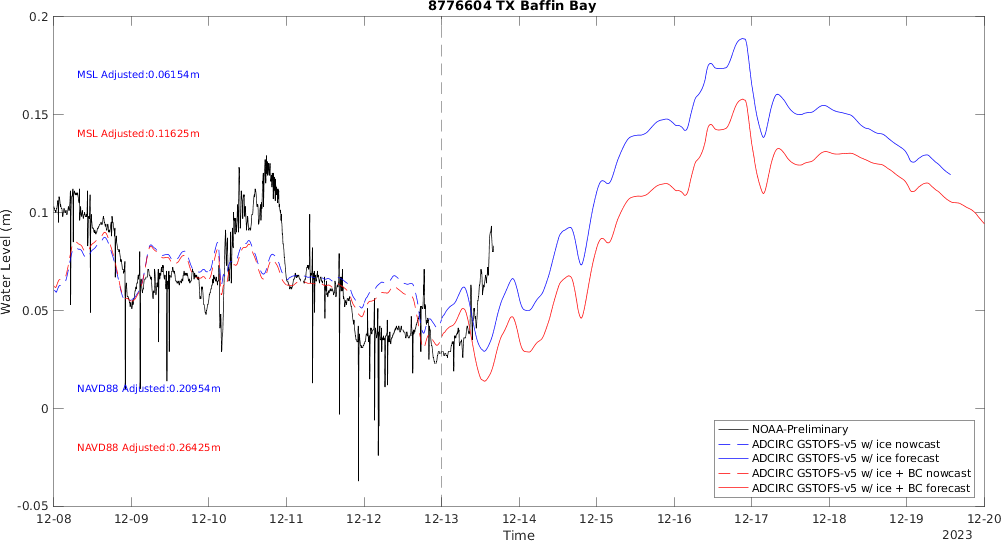 8776604 TX Baffin Bay
0.2
0.15
0.1
0.05
0
-0.05
Water Level (m)
MSL Adjusted:0.06154m
MSL Adjusted:0.11625m
NAVD88 Adjusted:0.20954m
NAVD88 Adjusted:0.26425m
NOAA-Preliminary
ADCIRC GSTOFS-v5 w/ ice nowcast
ADCIRC GSTOFS-v5 w/ ice forecast
ADCIRC GSTOFS-v5 w/ ice + BC nowcast
ADCIRC GSTOFS-v5 w/ ice + BC forecast
12-08 12-09 12-10 12-11 12-12 12-13 12-14 12-15 12-16 12-17 12-18 12-19 12-20
Time
2023